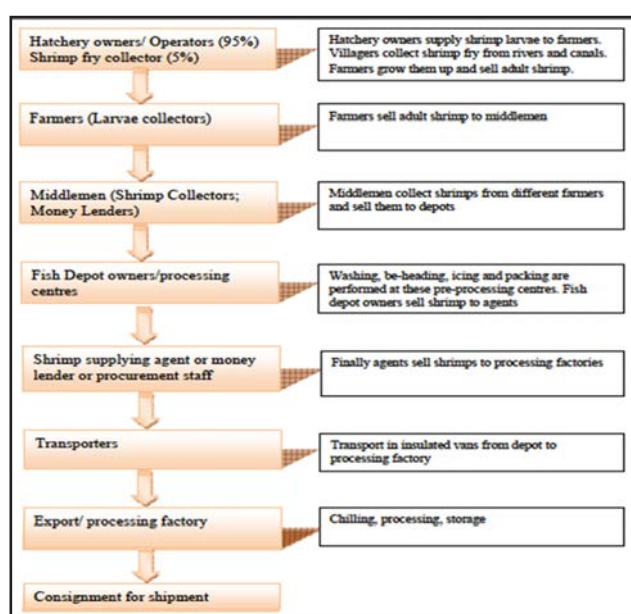 Hatchery owners/ Operators (95%)
Shrimp fry collector (5%)
Hatchery owners supply shrimp larvae to farmers.
Villagers collect shrimp fry from rivers and canals.
Farmers grow them up and sell adult shrimp.
Farmers (Larvae collectors)
Farmers sell adult shrimp to middlemen
Middlemen (Shrimp Collectors;
Money Lenders)
Middlemen collect shrimps from different farmers
and sell them to depots
Fish Depot owners/processing
centres
Washing, be-heading, icing and packing are
performed at these pre-processing centres. Fish
depot owners sell shrimp to agents
Shrimp supplying agent or money
lender or procurement staff
Finally agents sell shrimps to processing factories
Transporters
Transport in insulated vans from depot to
processing factory
Export/ processing factory
Chilling, processing, storage
Consignment for shipment